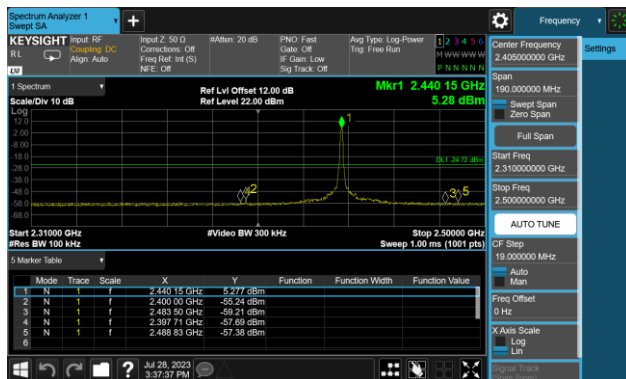 Spectrum Analyzer 1
Swept SA
+
Frequency
KEYSIGHT
RL
LXI
Input: RF
Coupling: DC
Align: Auto
Input Z: 50 Ω
Corrections: Off
Freq Ref: Int (S)
NFE: Off
#Atten: 20 dB
PNO: Fast
Gate: Off
IF Gain: Low
Sig Track: Off
Avg Type: Log-Power
Trig: Free Run
1 2 3 4 5 6
M W W W W W
P N N N N N
1 Spectrum
Scale/Div 10 dB
Ref Lvl Offset 12.00 dB
Ref Level 22.00 dBm
Mkr1 2.440 15 GHz
5.28 dBm
Log
12.0
2.00
-8.00
-18.0
-28.0
-38.0
-48.0
-58.0
-68.0
1
DL1 -24.72 dBm
4 2
3 5
Start 2.31000 GHz
#Res BW 100 kHz
#Video BW 300 kHz
Stop 2.50000 GHz
Sweep 1.00 ms (1001 pts)
5 Marker Table
Mode Trace Scale X Y Function Function Width Function Value
1 N 1 f 2.440 15 GHz 5.277 dBm
2 N 1 f 2.400 00 GHz -55.24 dBm
3 N 1 f 2.483 50 GHz -59.21 dBm
4 N 1 f 2.397 71 GHz -57.69 dBm
5 N 1 f 2.488 83 GHz -57.38 dBm
6
Jul 28, 2023
3:37:37 PM
?
Center Frequency
2.405000000 GHz
Settings
Span
190.000000 MHz
Swept Span
Zero Span
Full Span
Start Freq
2.310000000 GHz
Stop Freq
2.500000000 GHz
AUTO TUNE
CF Step
19.000000 MHz
Auto
Man
Freq Offset
0 Hz
X Axis Scale
Log
Lin
Signal Track
(Span Zoom)